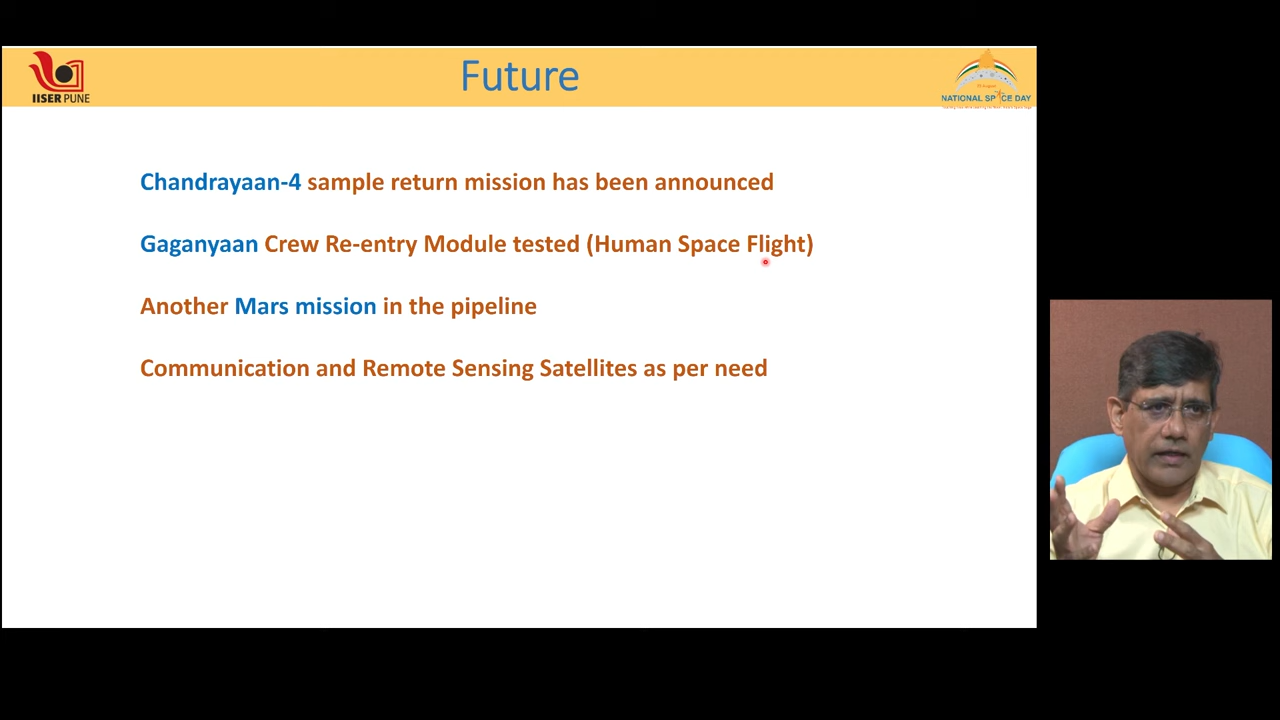 Future
IISER PUNE
NATIONAL SPACE DAY
Chandrayaan-4 sample return mission has been announced
Gaganyaan Crew Re-entry Module tested (Human Space Flight)
Another Mars mission in the pipeline
Communication and Remote Sensing Satellites as per need